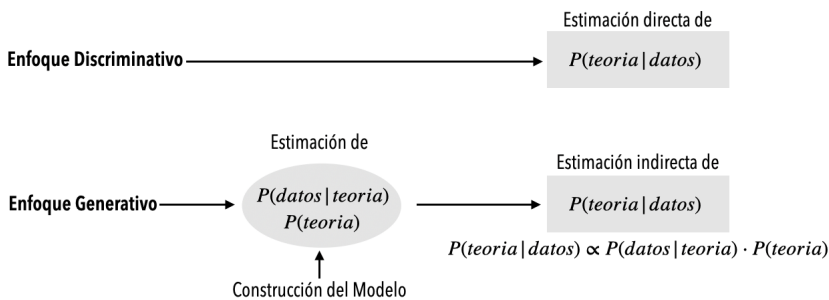 Estimación directa de
Enfoque Discriminativo
P(teoria|datos)
Estimación de
Estimación indirecta de
Enfoque Generativo
P(datos|teoria)
P(teoria)
P(teoria|datos)
P(teoria|datos) ∝ P(datos|teoria) · P(teoria)
Construcción del Modelo